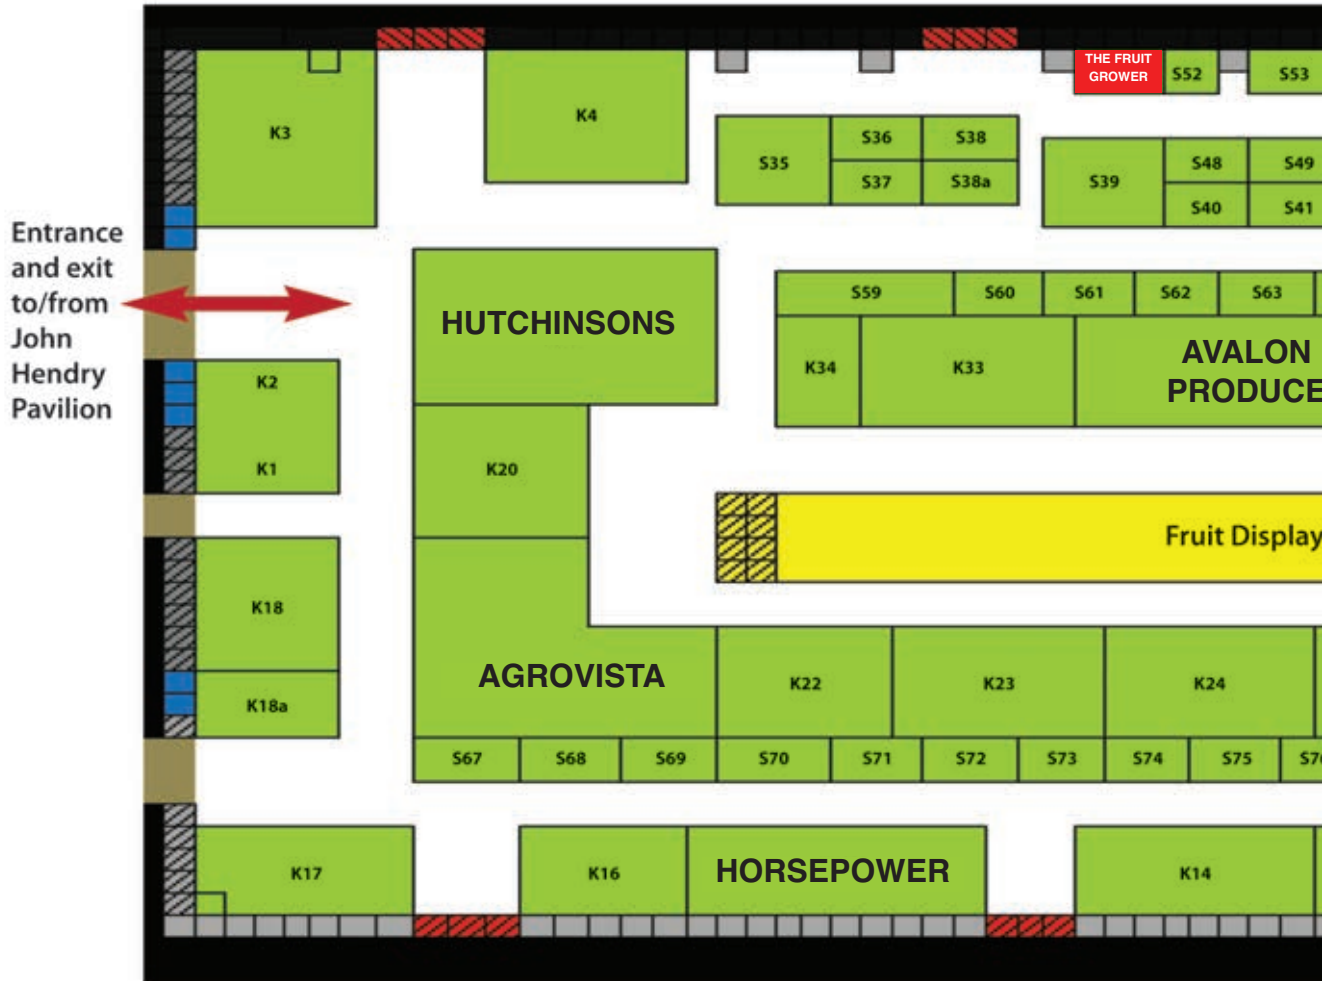 THE FRUIT
GROWER
S52
S53
K3
K4
S35
S36
S38
S37
S38a
S39
S48
S49
S40
S41
Entrance
and exit
to/from
John
Hendry
Pavilion
HUTCHINSONS
S59
S60
S61
S62
S63
K34
K33
AVALON
PRODUCE
K2
K1
K20
Fruit Display
K18
K18a
AGROVISTA
K22
K23
K24
S67
S68
S69
S70
S71
S72
S73
S74
S75
K17
K16
HORSEPOWER
K14